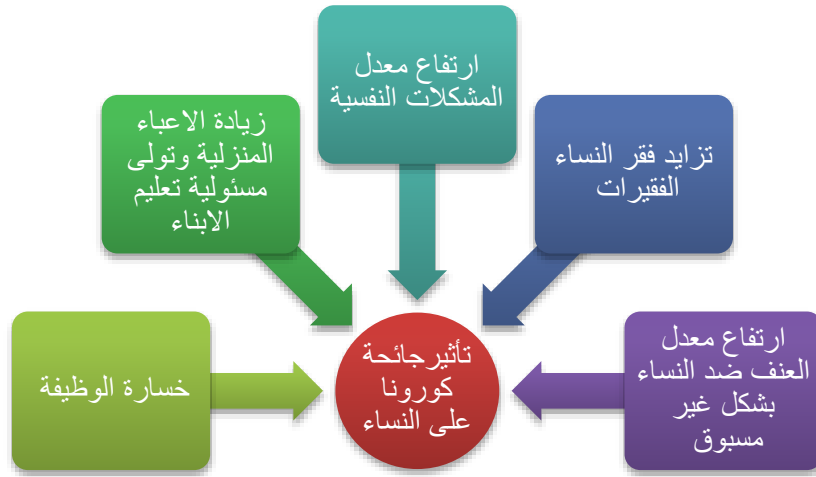 ارتفاع معدل
المشكلات النفسية
تزايد فقر النساء
الفقيرات
زيادة الاعباء
المنزلية وتولى
مسئولية تعليم
الابناء
ارتفاع معدل
العنف ضد النساء
بشكل غير
مسبوق
تأثيرجائحة
كورونا
على النساء
خسارة الوظيفة